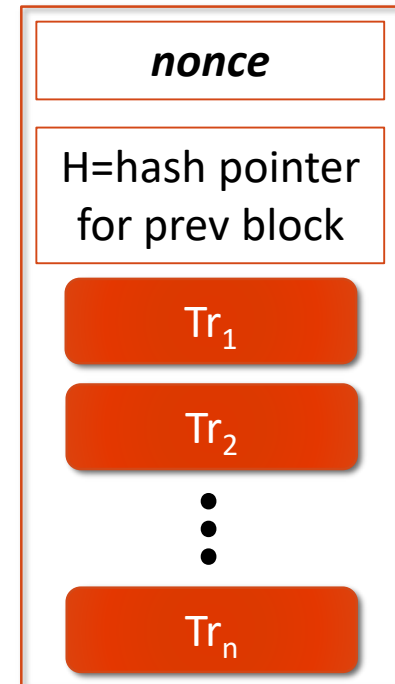 nonce
H=hash pointer
for prev block
Tr₁
Tr₂
Trₙ